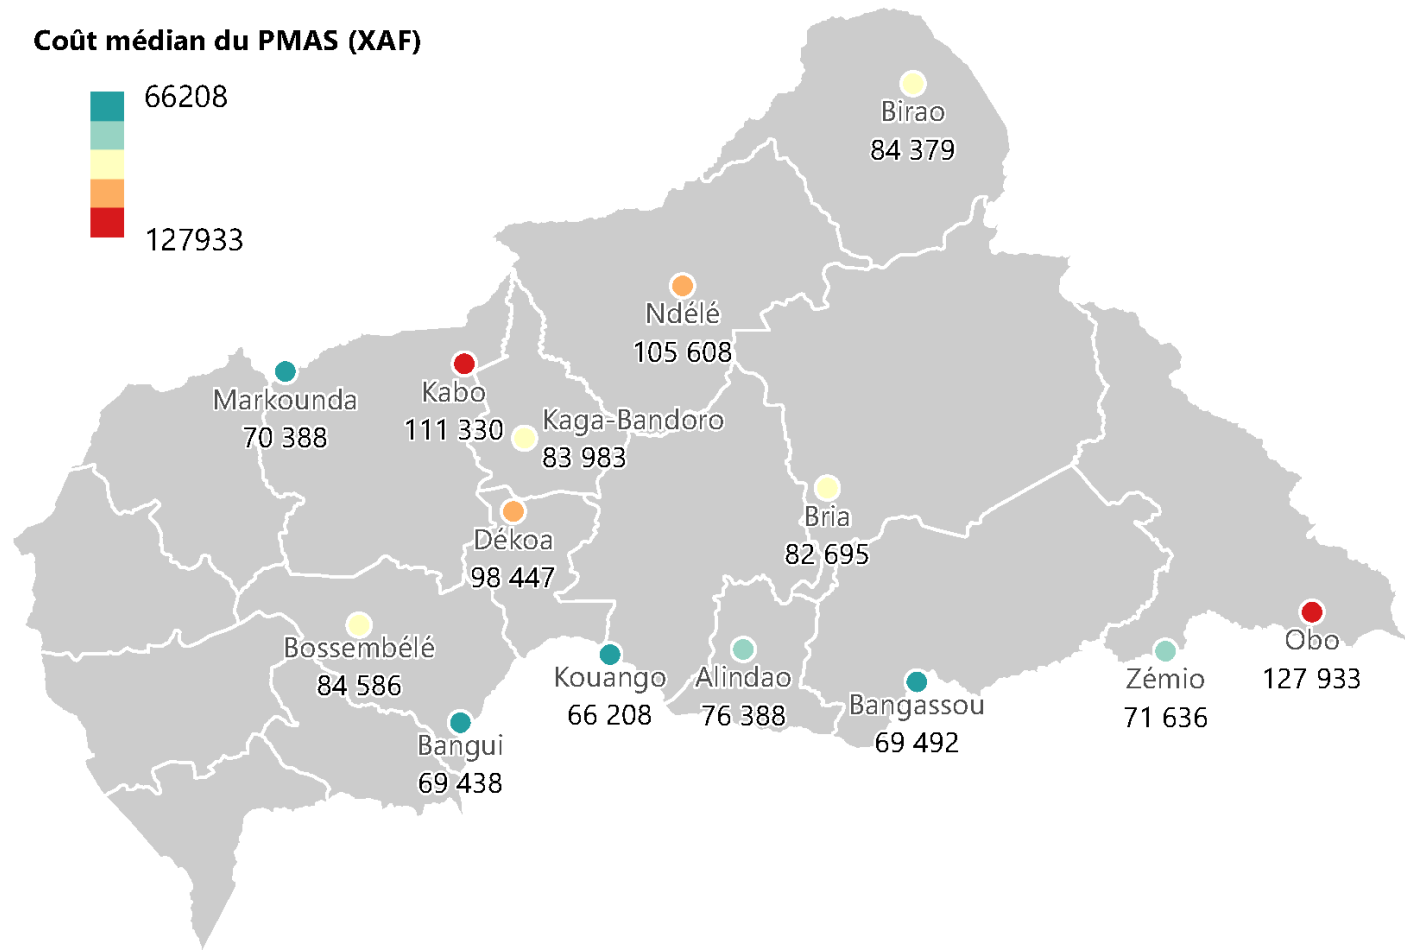 Coût médian du PMAS (XAF)
66208
127933
Birao
84 379
Ndélé
105 608
Markounda
70 388
Kabo
111 330
Kaga-Bandoro
83 983
Bria
82 695
Dékoa
98 447
Bossembélé
84 586
Kouango
66 208
Alindao
76 388
Bangassou
69 492
Zémio
71 636
Obo
127 933
Bangui
69 438